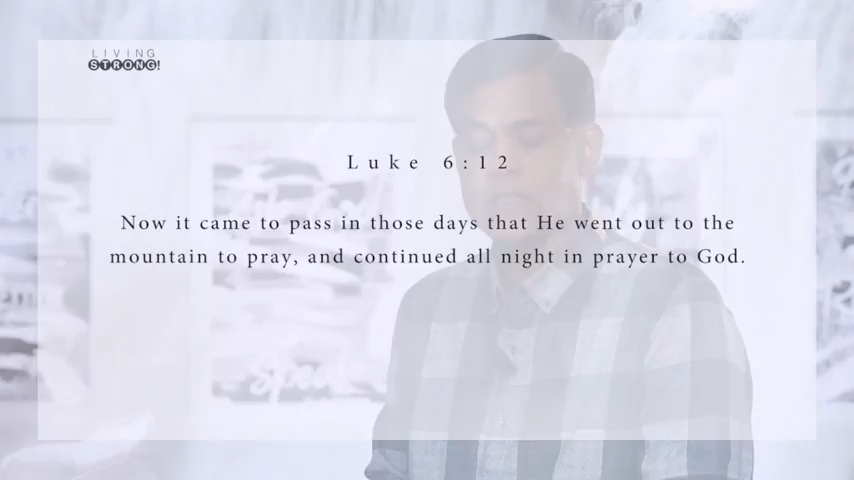 LIVING
STRONG!
Luke 6:12
Now it came to pass in those days that He went out to the
mountain to pray, and continued all night in prayer to God.
Speak